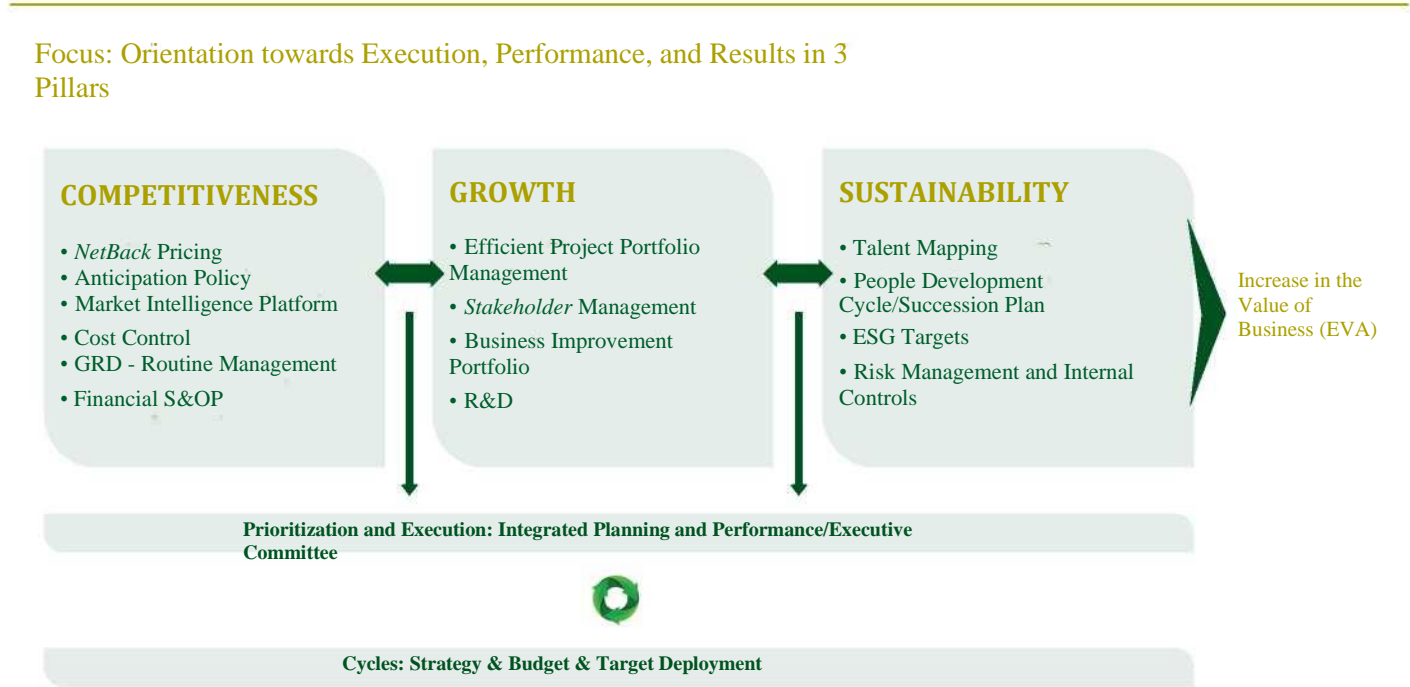 Focus: Orientation towards Execution, Performance, and Results in 3
Pillars
COMPETITIVENESS
• NetBack Pricing
• Anticipation Policy
• Market Intelligence Platform
• Cost Control
• GRD - Routine Management
• Financial S&OP
GROWTH
• Efficient Project Portfolio
Management
• Stakeholder Management
• Business Improvement
Portfolio
• R&D
SUSTAINABILITY
• Talent Mapping
• People Development
Cycle/Succession Plan
• ESG Targets
• Risk Management and Internal
Controls
Increase in the
Value of
Business (EVA)
Prioritization and Execution: Integrated Planning and Performance/Executive
Committee
Cycles: Strategy & Budget & Target Deployment